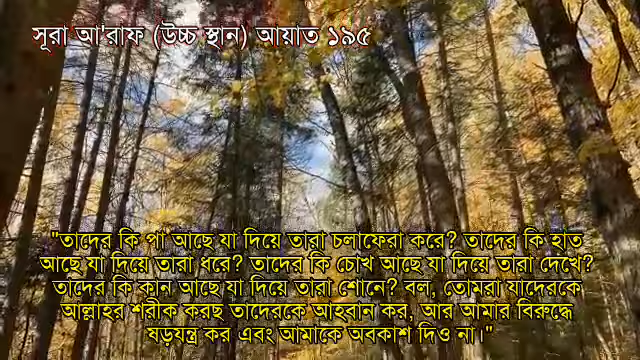 সূরা আ'রাফ (উচ্চ স্থান) আয়াত ১৯৫
"তাদের কি পা আছে যা দিয়ে তারা চলাফেরা করে? তাদের কি হাত
আছে যা দিয়ে তারা ধরে? তাদের কি চোখ আছে যা দিয়ে তারা দেখে?
তাদের কি কান আছে যা দিয়ে তারা শোনে? বল, তোমরা যাদেরকে
আল্লাহর শরীক করছ তাদেরকে আহবান কর, আর আমার বিরুদ্ধে
ষড়যন্ত্র কর এবং আমাকে অবকাশ দিও না।"